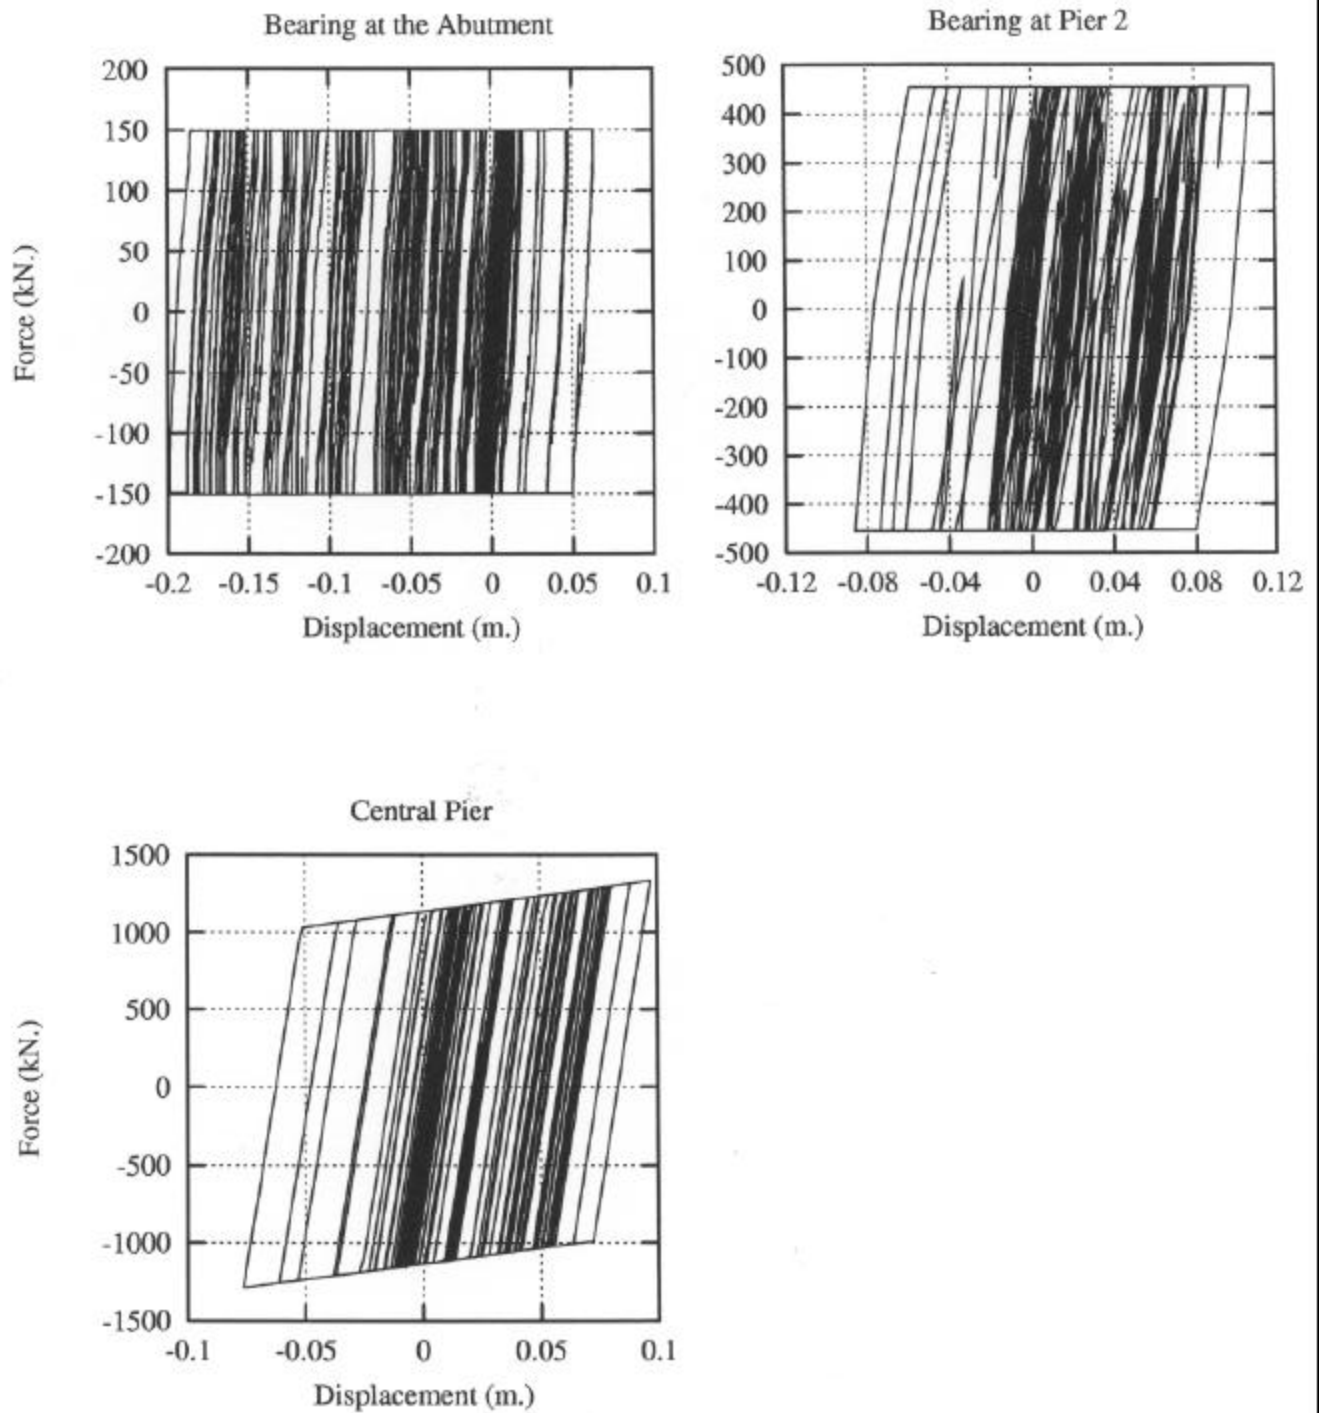 Bearing at the Abutment
200
150
100
50
0
-50
-100
-150
-200
Force (kN.)
-0.2 -0.15 -0.1 -0.05 0 0.05 0.1
Displacement (m.)
Bearing at Pier 2
500
400
300
200
100
0
-100
-200
-300
-400
-500
-0.12 -0.08 -0.04 0 0.04 0.08 0.12
Displacement (m.)
Central Pier
1500
1000
500
0
-500
-1000
-1500
Force (kN.)
-0.1 -0.05 0 0.05 0.1
Displacement (m.)